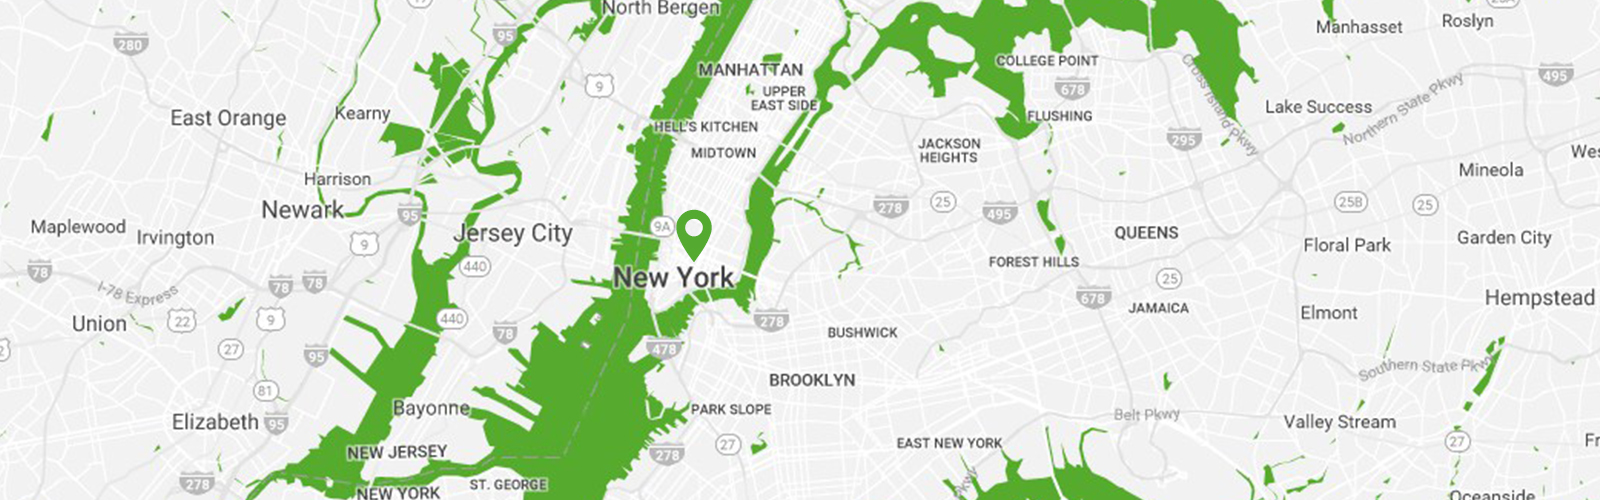 North Bergen
Manhasset
Roslyn
95
280
MANHATTAN
COLLEGE POINT
Cross Island Pkwy
495
9
UPPER
EAST SIDE
678
Lake Success
Northern State Pkwy
East Orange
Kearny
HELL'S KITCHEN
FLUSHING
295
MIDTOWN
JACKSON
HEIGHTS
Mineola
Harrison
Newark
95
278
25
495
25B
25
Maplewood
Irvington
9
Jersey City
9A
QUEENS
Floral Park
Garden City
78
440
New York
FOREST HILLS
25
I-78 Express
78
78
678
JAMAICA
Hempstead
Union
22
9
440
278
Elmont
27
95
78
478
BUSHWICK
Southern State Pkwy
81
BROOKLYN
Elizabeth
95
Bayonne
PARK SLOPE
Belt Pkwy
Valley Stream
27
EAST NEW YORK
27
NEW JERSEY
278
278
NEW YORK
ST. GEORGE
Pkwy
Oceanside